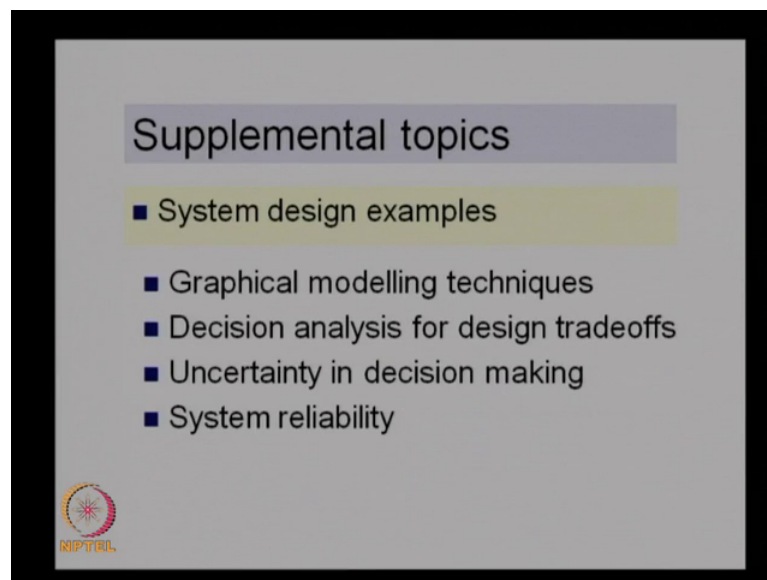 Supplemental topics
System design examples
Graphical modelling techniques
Decision analysis for design tradeoffs
Uncertainty in decision making
System reliability
NPTEL